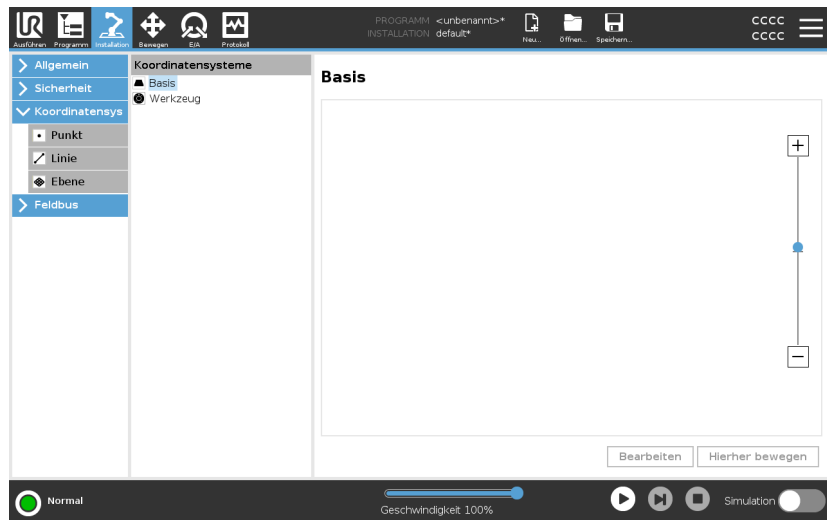 PROGRAMM <unbenannt>*
INSTALLATION default*
Ausführen Programm Installation Bewegen E/A Protokoll
Neu... Öffnen... Speichern...
CCCC
CCCC
Allgemein
Sicherheit
Koordinatensys
Punkt
Linie
Ebene
Feldbus
Koordinatensysteme
Basis
Werkzeug
Basis
+
−
Bearbeiten
Hierher bewegen
Normal
Geschwindigkeit 100%
Simulation